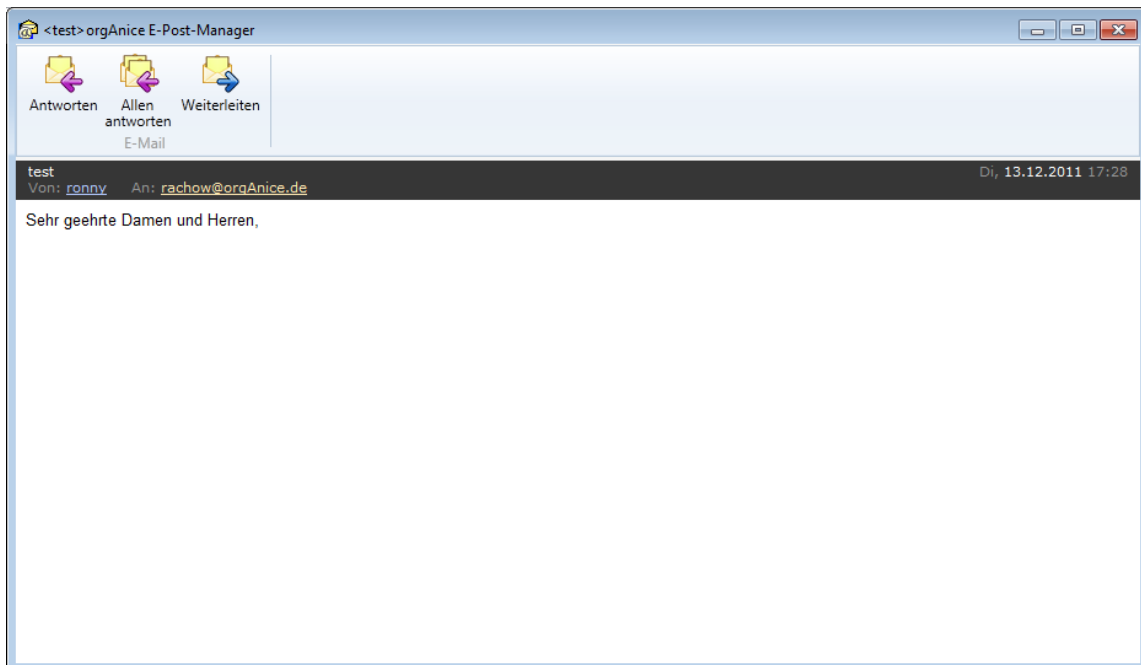 <test>orgAnice E-Post-Manager
Antworten
Allen antworten
Weiterleiten
E-Mail
test
Di, 13.12.2011 17:28
Von: ronny An: rachow@orgAnice.de
Sehr geehrte Damen und Herren,